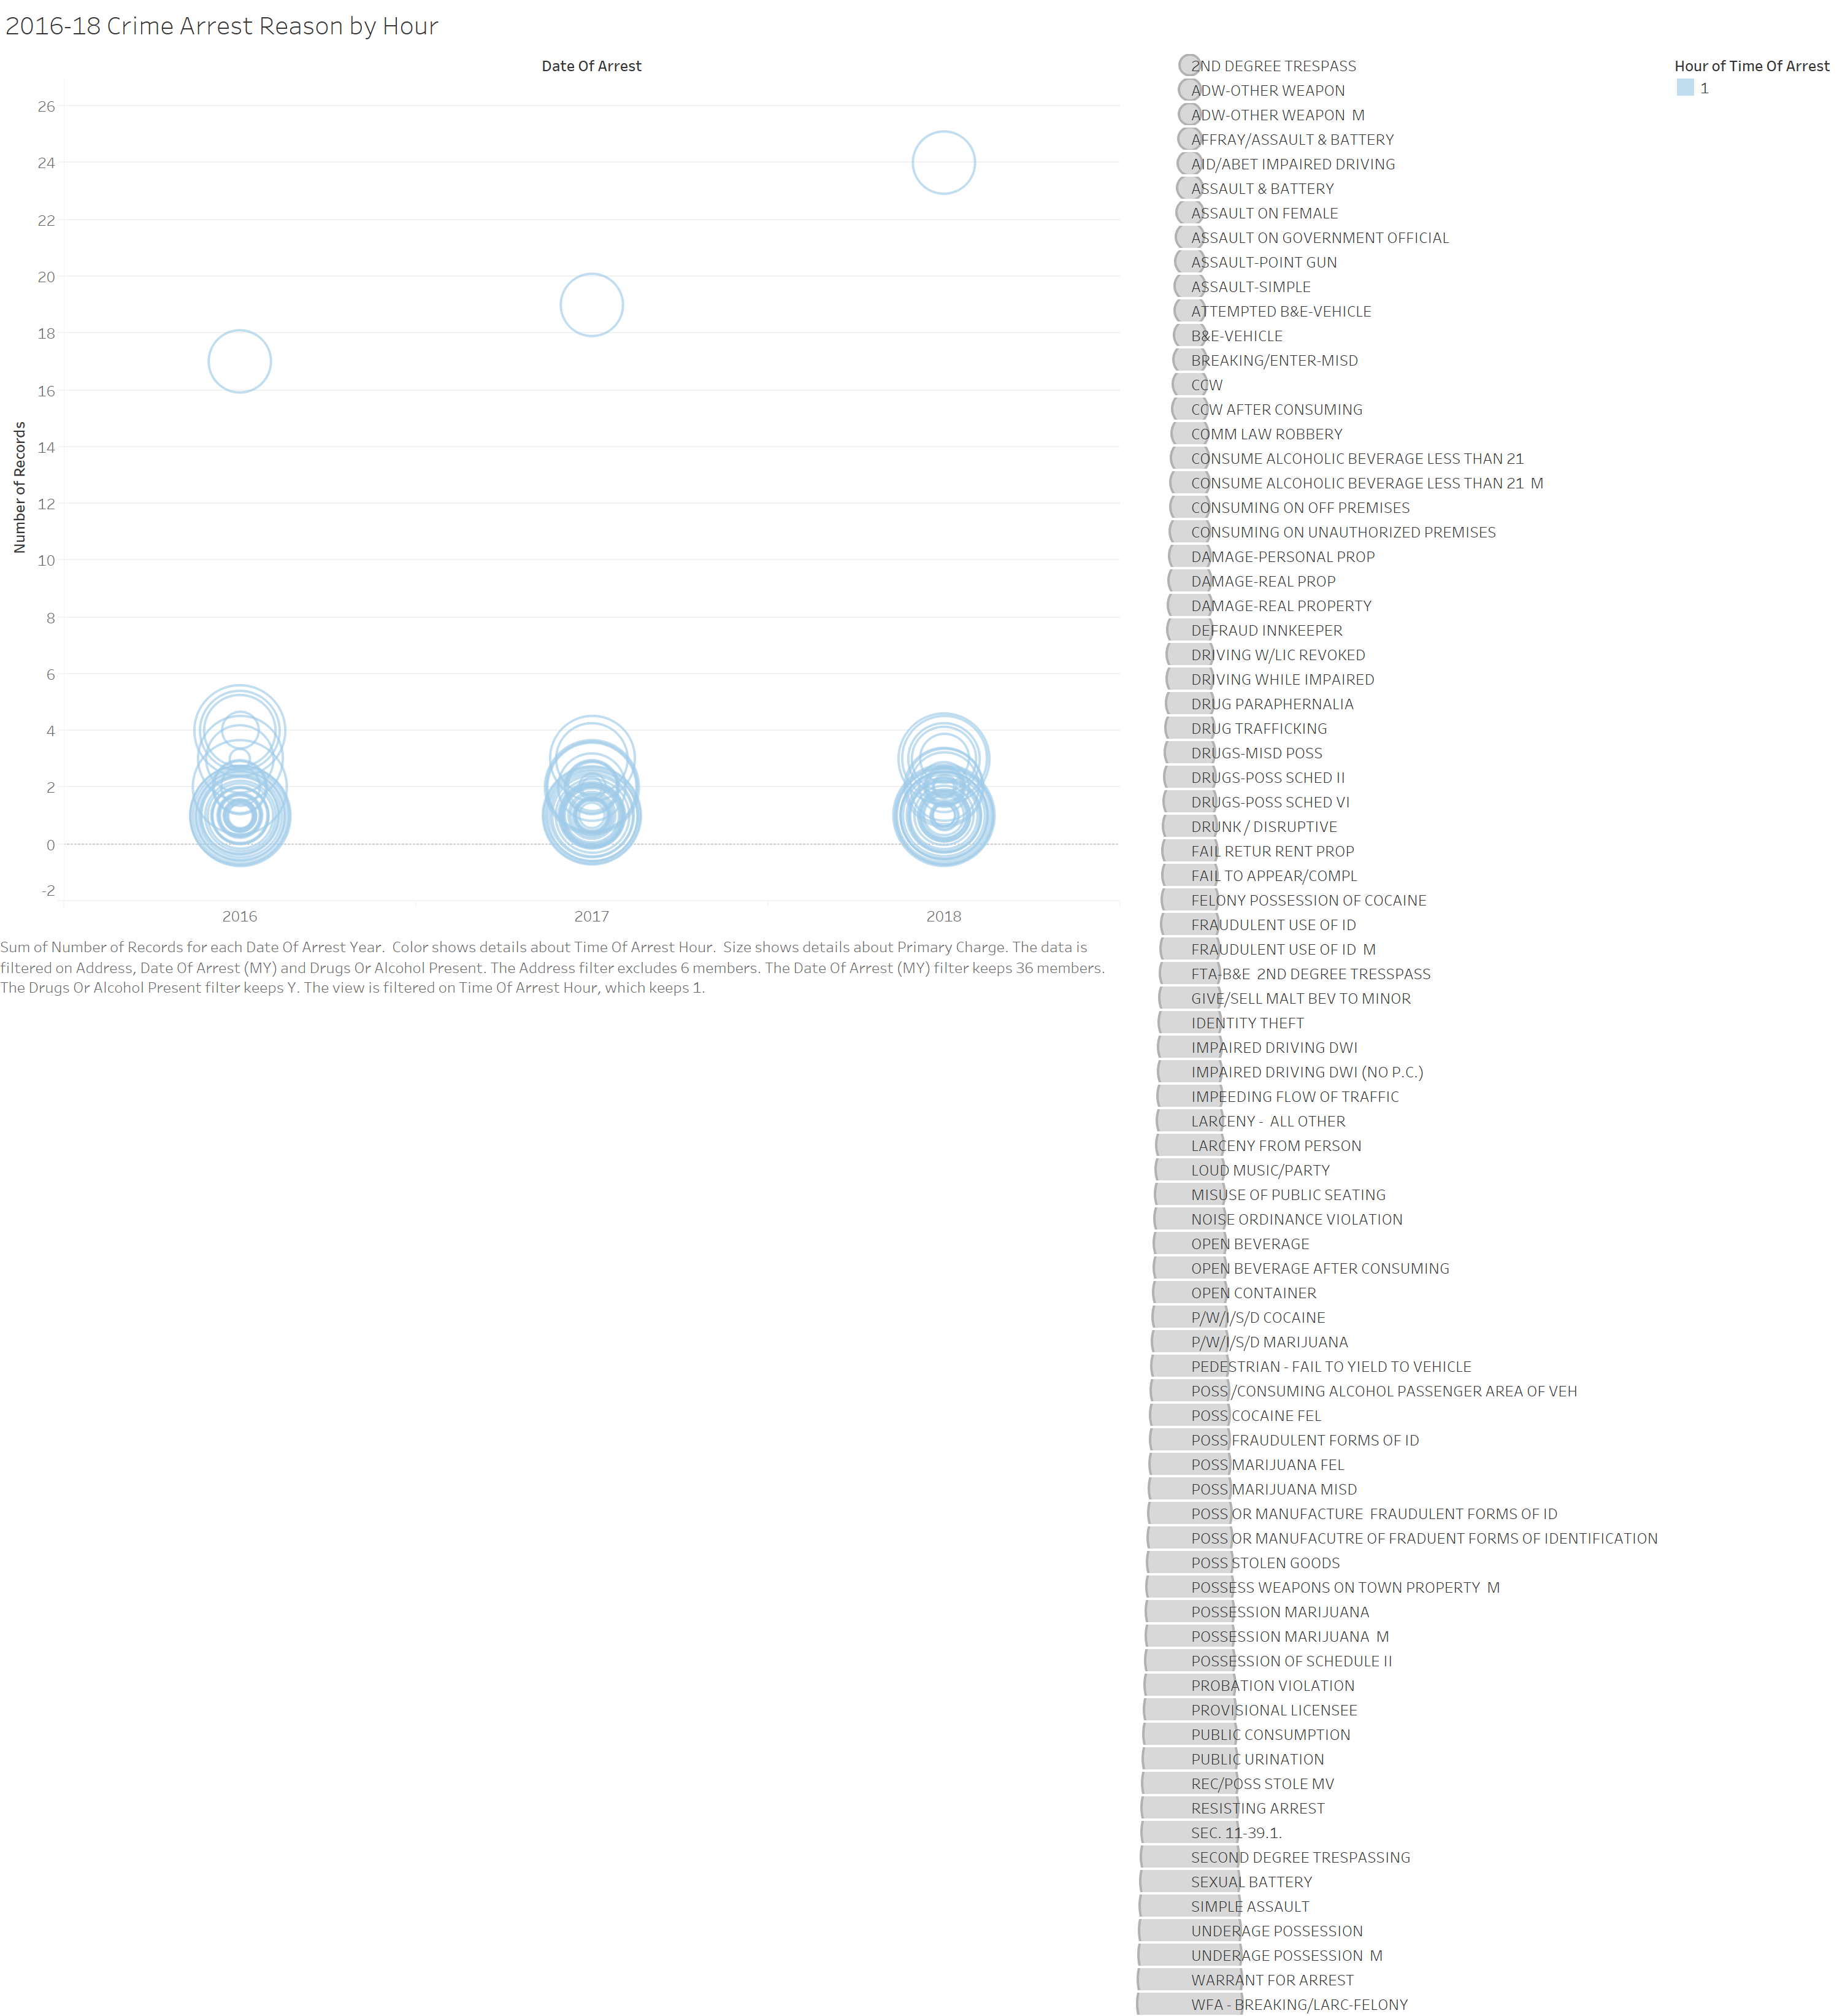 2016-18 Crime Arrest Reason by Hour
Date Of Arrest
Number of Records
26
24
22
20
18
16
14
12
10
8
6
4
2
0
-2
2016
2017
2018
Sum of Number of Records for each Date Of Arrest Year.  Color shows details about Time Of Arrest Hour.  Size shows details about Primary Charge. The data is
filtered on Address, Date Of Arrest (MY) and Drugs Or Alcohol Present. The Address filter excludes 6 members. The Date Of Arrest (MY) filter keeps 36 members.
The Drugs Or Alcohol Present filter keeps Y. The view is filtered on Time Of Arrest Hour, which keeps 1.
2ND DEGREE TRESPASS
ADW-OTHER WEAPON
ADW-OTHER WEAPON  M
AFFRAY/ASSAULT & BATTERY
AID/ABET IMPAIRED DRIVING
ASSAULT & BATTERY
ASSAULT ON FEMALE
ASSAULT ON GOVERNMENT OFFICIAL
ASSAULT-POINT GUN
ASSAULT-SIMPLE
ATTEMPTED B&E-VEHICLE
B&E-VEHICLE
BREAKING/ENTER-MISD
CCW
CCW AFTER CONSUMING
COMM LAW ROBBERY
CONSUME ALCOHOLIC BEVERAGE LESS THAN 21
CONSUME ALCOHOLIC BEVERAGE LESS THAN 21  M
CONSUMING ON OFF PREMISES
CONSUMING ON UNAUTHORIZED PREMISES
DAMAGE-PERSONAL PROP
DAMAGE-REAL PROP
DAMAGE-REAL PROPERTY
DEFRAUD INNKEEPER
DRIVING W/LIC REVOKED
DRIVING WHILE IMPAIRED
DRUG PARAPHERNALIA
DRUG TRAFFICKING
DRUGS-MISD POSS
DRUGS-POSS SCHED II
DRUGS-POSS SCHED VI
DRUNK / DISRUPTIVE
FAIL RETUR RENT PROP
FAIL TO APPEAR/COMPL
FELONY POSSESSION OF COCAINE
FRAUDULENT USE OF ID
FRAUDULENT USE OF ID  M
FTA-B&E  2ND DEGREE TRESSPASS
GIVE/SELL MALT BEV TO MINOR
IDENTITY THEFT
IMPAIRED DRIVING DWI
IMPAIRED DRIVING DWI (NO P.C.)
IMPEEDING FLOW OF TRAFFIC
LARCENY -  ALL OTHER
LARCENY FROM PERSON
LOUD MUSIC/PARTY
MISUSE OF PUBLIC SEATING
NOISE ORDINANCE VIOLATION
OPEN BEVERAGE
OPEN BEVERAGE AFTER CONSUMING
OPEN CONTAINER
P/W/I/S/D COCAINE
P/W/I/S/D MARIJUANA
PEDESTRIAN - FAIL TO YIELD TO VEHICLE
POSS /CONSUMING ALCOHOL PASSENGER AREA OF VEH
POSS COCAINE FEL
POSS FRAUDULENT FORMS OF ID
POSS MARIJUANA FEL
POSS MARIJUANA MISD
POSS OR MANUFACTURE  FRAUDULENT FORMS OF ID
POSS OR MANUFACUTRE OF FRADUENT FORMS OF IDENTIFICATION
POSS STOLEN GOODS
POSSESS WEAPONS ON TOWN PROPERTY  M
POSSESSION MARIJUANA
POSSESSION MARIJUANA  M
POSSESSION OF SCHEDULE II
PROBATION VIOLATION
PROVISIONAL LICENSEE
PUBLIC CONSUMPTION
PUBLIC URINATION
REC/POSS STOLE MV
RESISTING ARREST
SEC. 11-39.1.
SECOND DEGREE TRESPASSING
SEXUAL BATTERY
SIMPLE ASSAULT
UNDERAGE POSSESSION
UNDERAGE POSSESSION  M
WARRANT FOR ARREST
WFA - BREAKING/LARC-FELONY
Hour of Time Of Arrest
1